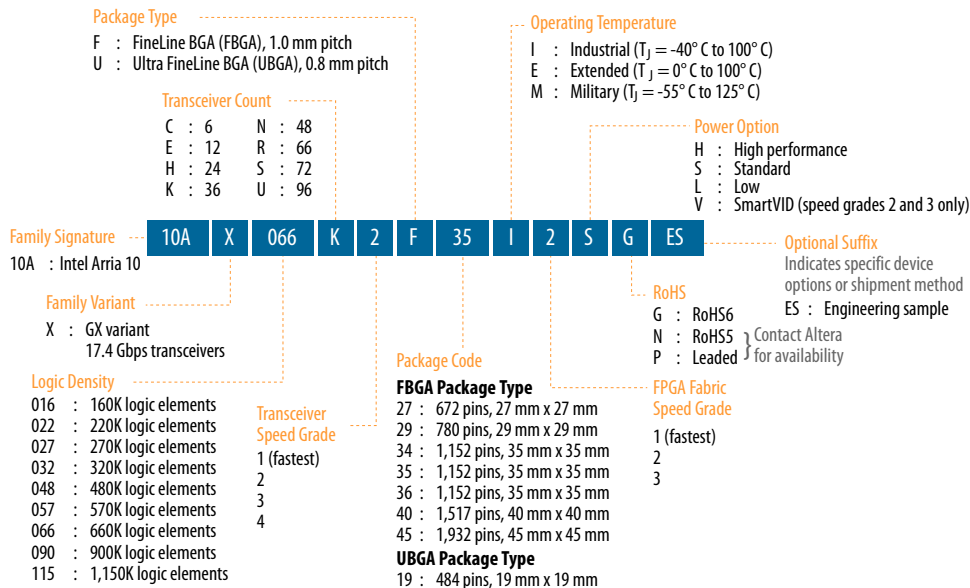 Package Type
F : FineLine BGA (FBGA), 1.0 mm pitch
U : Ultra FineLine BGA (UBGA), 0.8 mm pitch
Operating Temperature
I : Industrial (TJ = -40° C to 100° C)
E : Extended (TJ = 0° C to 100° C)
M : Military (TJ = -55° C to 125° C)
Transceiver Count
C : 6 N : 48
E : 12 R : 66
H : 24 S : 72
K : 36 U : 96
Power Option
H : High performance
S : Standard
L : Low
V : SmartVID (speed grades 2 and 3 only)
Family Signature
10A : Intel Arria 10
10A X 066 K 2 F 35 I 2 S G ES
Optional Suffix
Indicates specific device
options or shipment method
ES : Engineering sample
Family Variant
X : GX variant
17.4 Gbps transceivers
RoHS
G : RoHS6
N : RoHS5
P : Leaded
} Contact Altera
for availability
Logic Density
016 : 160K logic elements
022 : 220K logic elements
027 : 270K logic elements
032 : 320K logic elements
048 : 480K logic elements
057 : 570K logic elements
066 : 660K logic elements
090 : 900K logic elements
115 : 1,150K logic elements
Transceiver
Speed Grade
1 (fastest)
2
3
4
Package Code
FBGA Package Type
27 : 672 pins, 27 mm x 27 mm
29 : 780 pins, 29 mm x 29 mm
34 : 1,152 pins, 35 mm x 35 mm
35 : 1,152 pins, 35 mm x 35 mm
36 : 1,152 pins, 35 mm x 35 mm
40 : 1,517 pins, 40 mm x 40 mm
45 : 1,932 pins, 45 mm x 45 mm
UBGA Package Type
19 : 484 pins, 19 mm x 19 mm
FPGA Fabric
Speed Grade
1 (fastest)
2
3